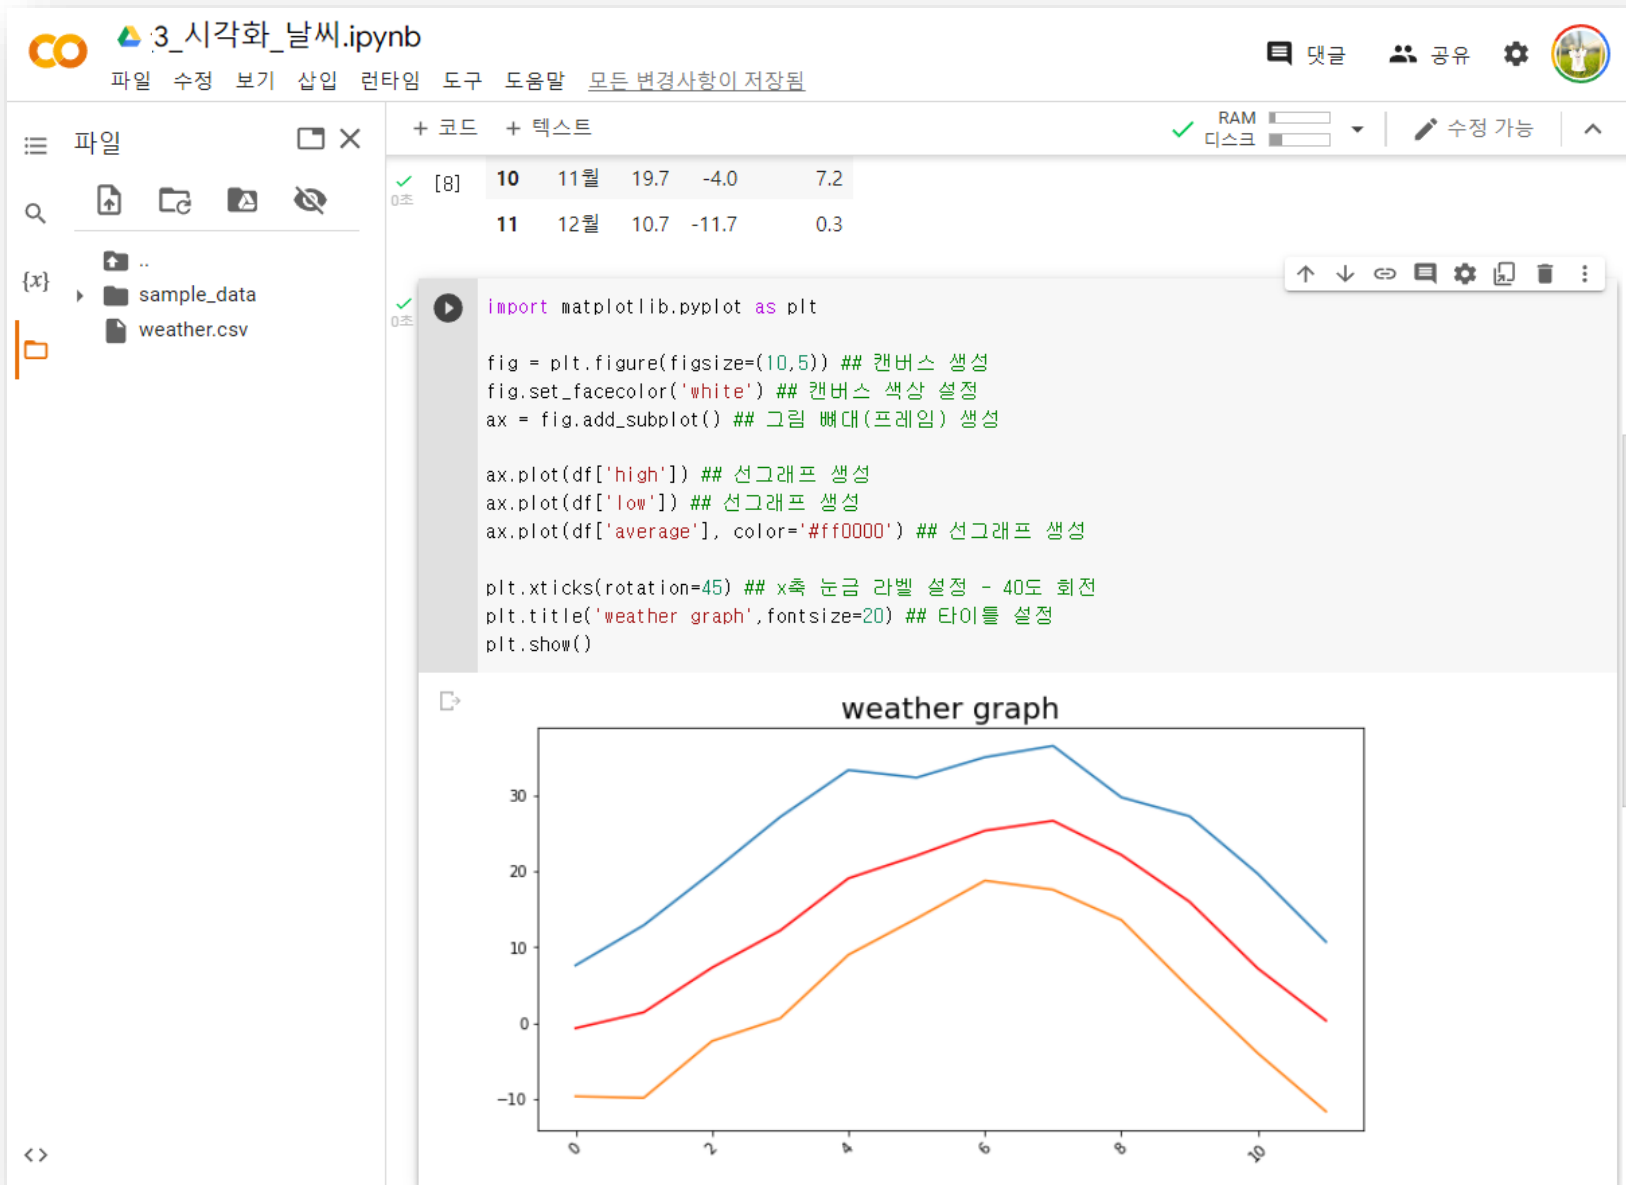 3_시각화_날씨.ipynb
파일 수정 보기 삽입 런타임 도구 도움말 모든 변경사항이 저장됨
댓글 공유
파일
+ 코드 + 텍스트
RAM
디스크
수정 가능
..
sample_data
weather.csv
{x}
<>
0초
[8]
10 11월 19.7 -4.0 7.2
11 12월 10.7 -11.7 0.3
0초
import matplotlib.pyplot as plt
fig = plt.figure(figsize=(10,5)) ## 캔버스 생성
fig.set_facecolor('white') ## 캔버스 색상 설정
ax = fig.add_subplot() ## 그림 뼈대(프레임) 생성
ax.plot(df['high']) ## 선그래프 생성
ax.plot(df['low']) ## 선그래프 생성
ax.plot(df['average'], color='#ff0000') ## 선그래프 생성
plt.xticks(rotation=45) ## x축 눈금 라벨 설정 - 40도 회전
plt.title('weather graph',fontsize=20) ## 타이틀 설정
plt.show()
weather graph
30
20
10
0
-10
0 2 4 6 8 10